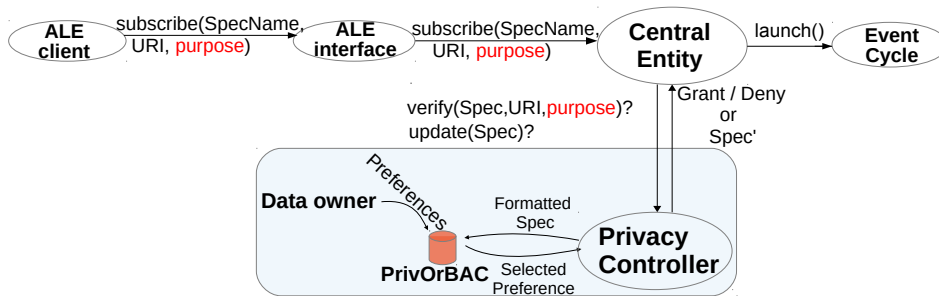 ALE
client
subscribe(SpecName,
URI, purpose)
ALE
interface
subscribe(SpecName,
URI, purpose)
Central
Entity
launch()
Event
Cycle
verify(Spec,URI,purpose)?
update(Spec)?
Grant / Deny
or
Spec'
Data owner
Preferences
PrivOrBAC
Formatted
Spec
Selected
Preference
Privacy
Controller